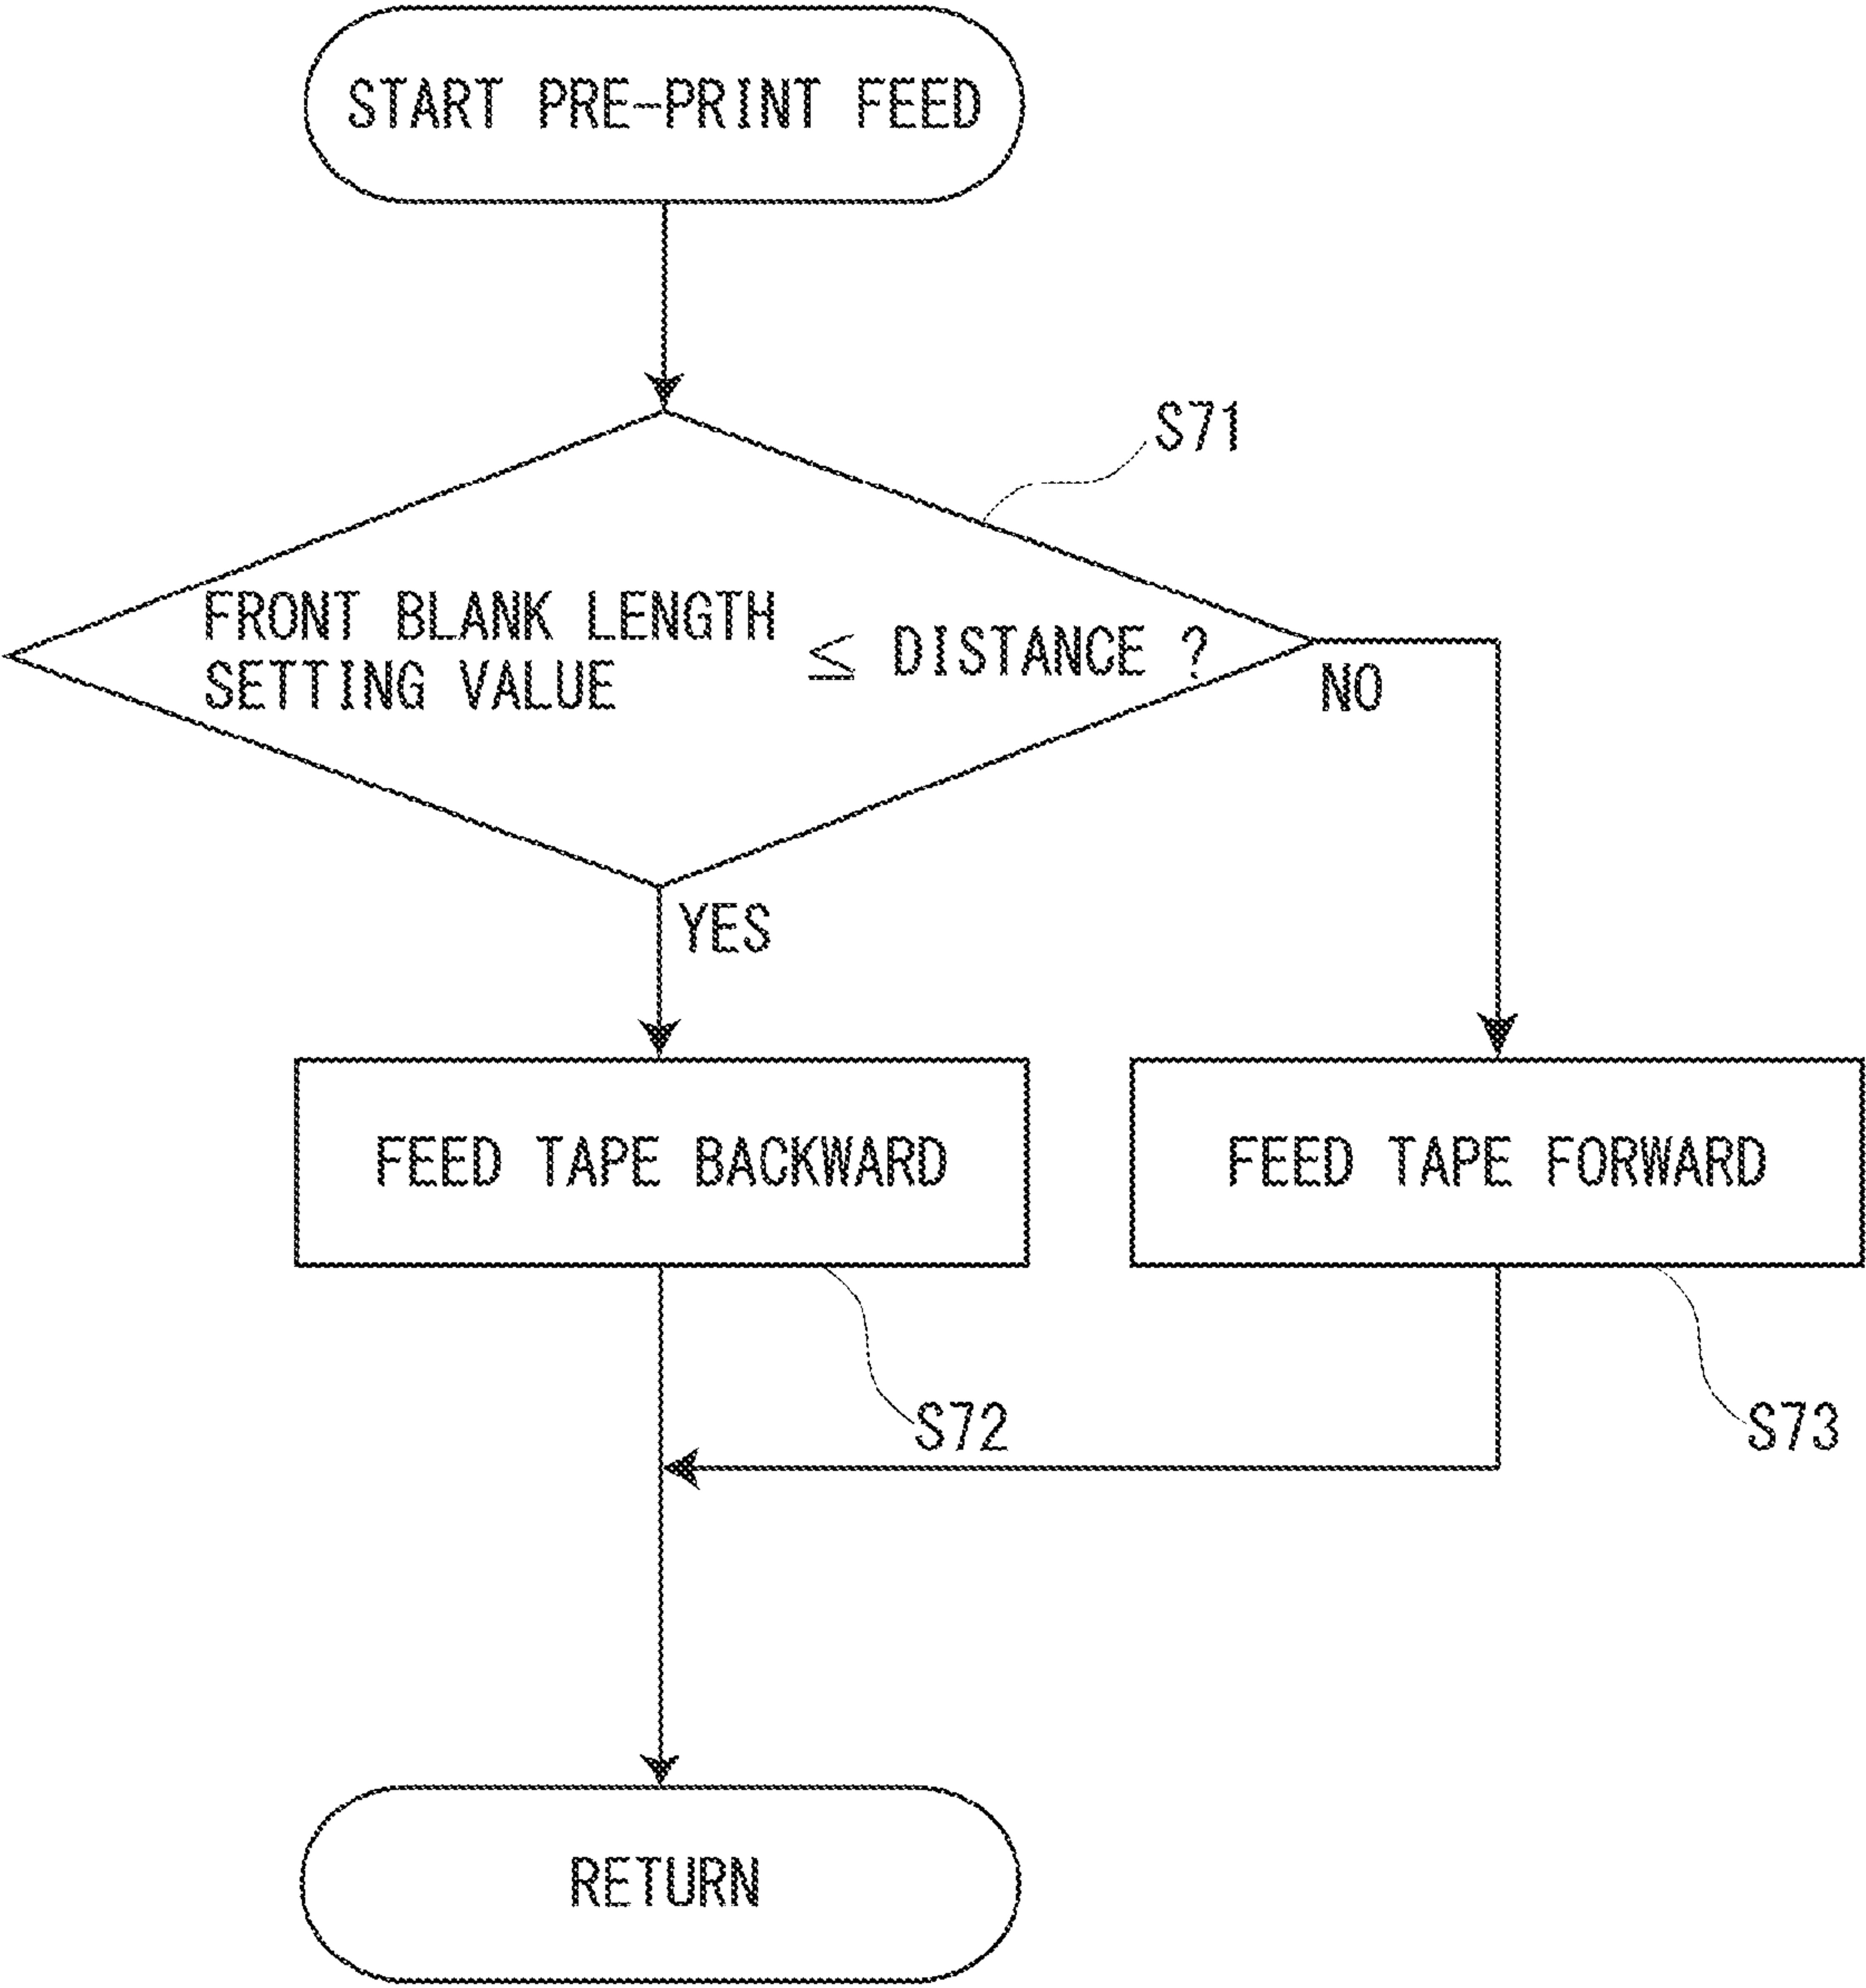 START PRE-PRINT FEED
S71
FRONT BLANK LENGTH
SETTING VALUE
≤ DISTANCE ?
NO
YES
FEED TAPE BACKWARD
FEED TAPE FORWARD
S72
S73
RETURN